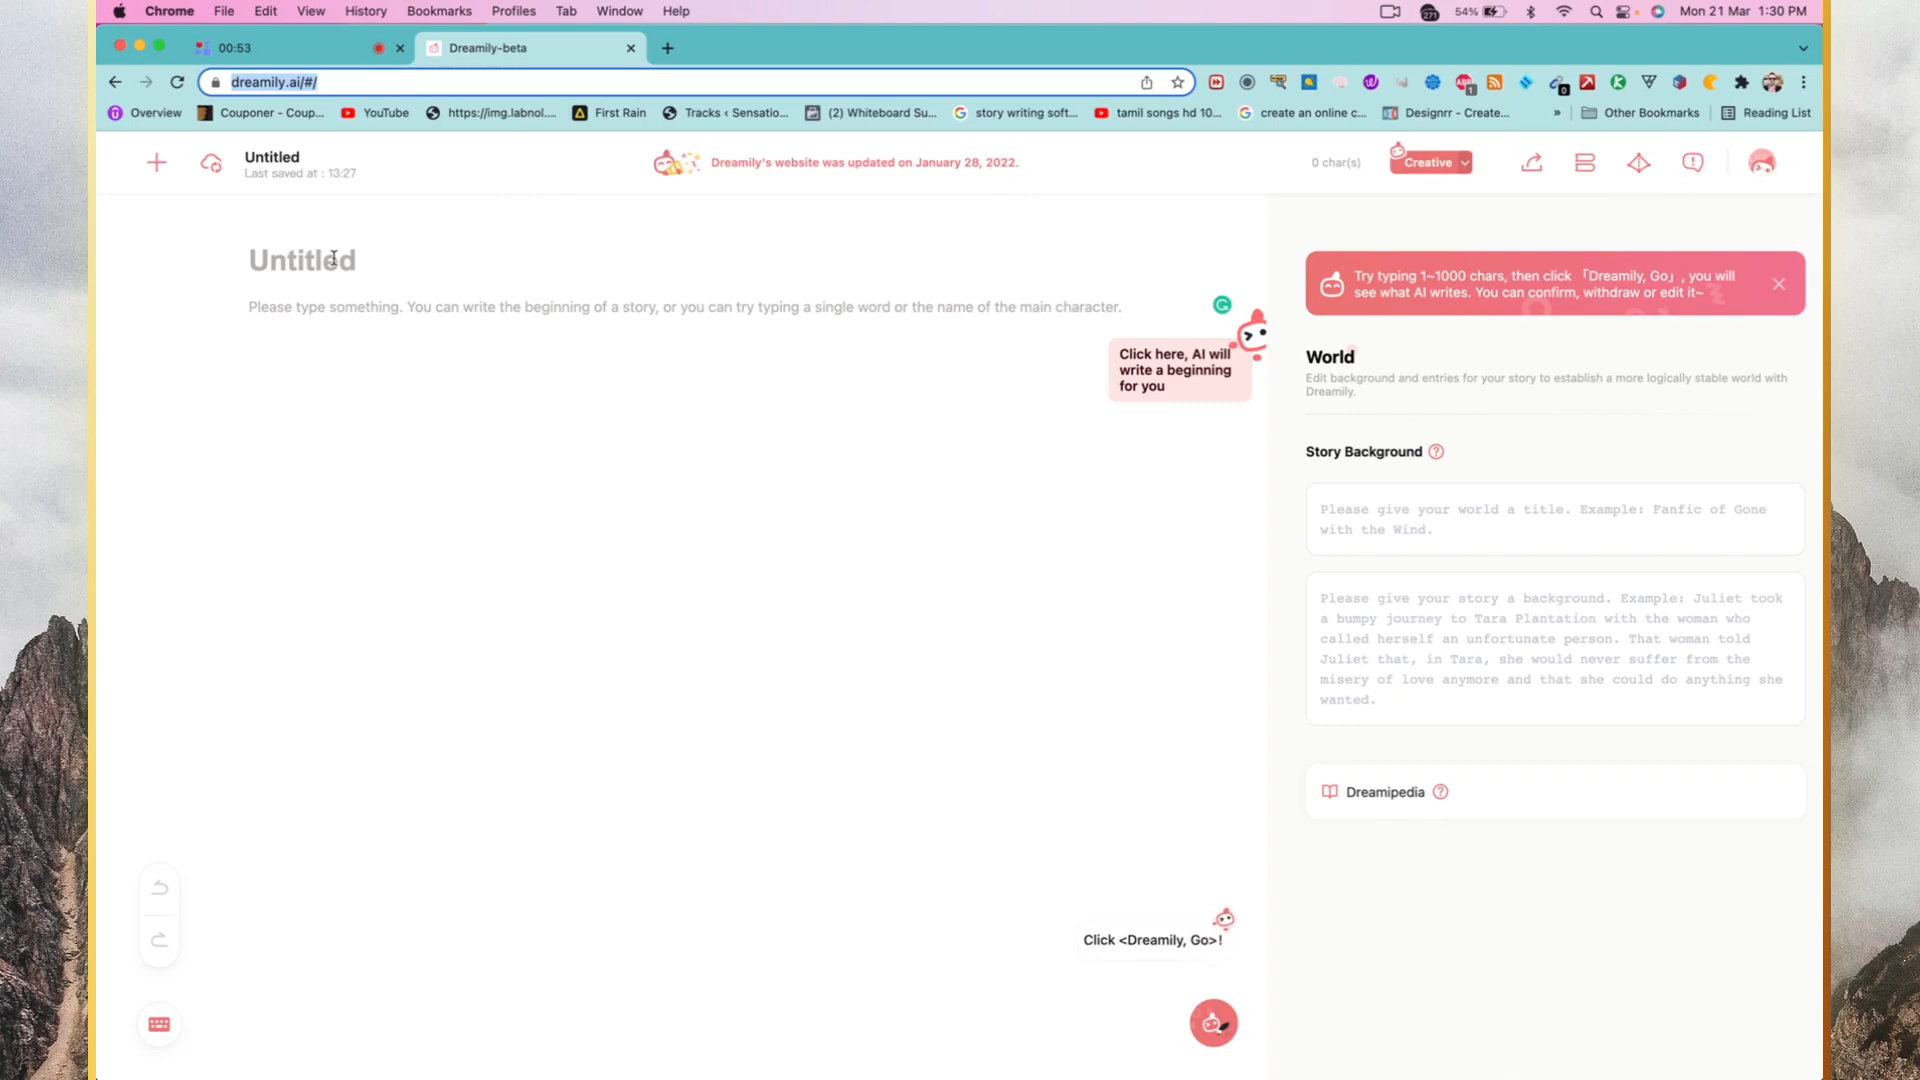 Chrome File Edit View History Bookmarks Profiles Tab Window Help 271 54% Mon 21 Mar 1:30 PM
00:53 Dreamily-beta
dreamily.ai/#/
Overview Couponer - Coup... YouTube https://img.labnol.... First Rain Tracks ‹ Sensatio... (2) Whiteboard Su... story writing soft... tamil songs hd 10... create an online c... Designrr - Create... » Other Bookmarks Reading List
Untitled
Last saved at : 13:27
Dreamily's website was updated on January 28, 2022.
0 char(s)
Creative
Untitled
Please type something. You can write the beginning of a story, or you can try typing a single word or the name of the main character.
Click here, AI will
write a beginning
for you
Try typing 1~1000 chars, then click 「Dreamily, Go」, you will
see what AI writes. You can confirm, withdraw or edit it~
World
Edit background and entries for your story to establish a more logically stable world with
Dreamily.
Story Background
Please give your world a title. Example: Fanfic of Gone
with the Wind.
Please give your story a background. Example: Juliet took
a bumpy journey to Tara Plantation with the woman who
called herself an unfortunate person. That woman told
Juliet that, in Tara, she would never suffer from the
misery of love anymore and that she could do anything she
wanted.
Dreamipedia
Click <Dreamily, Go>!